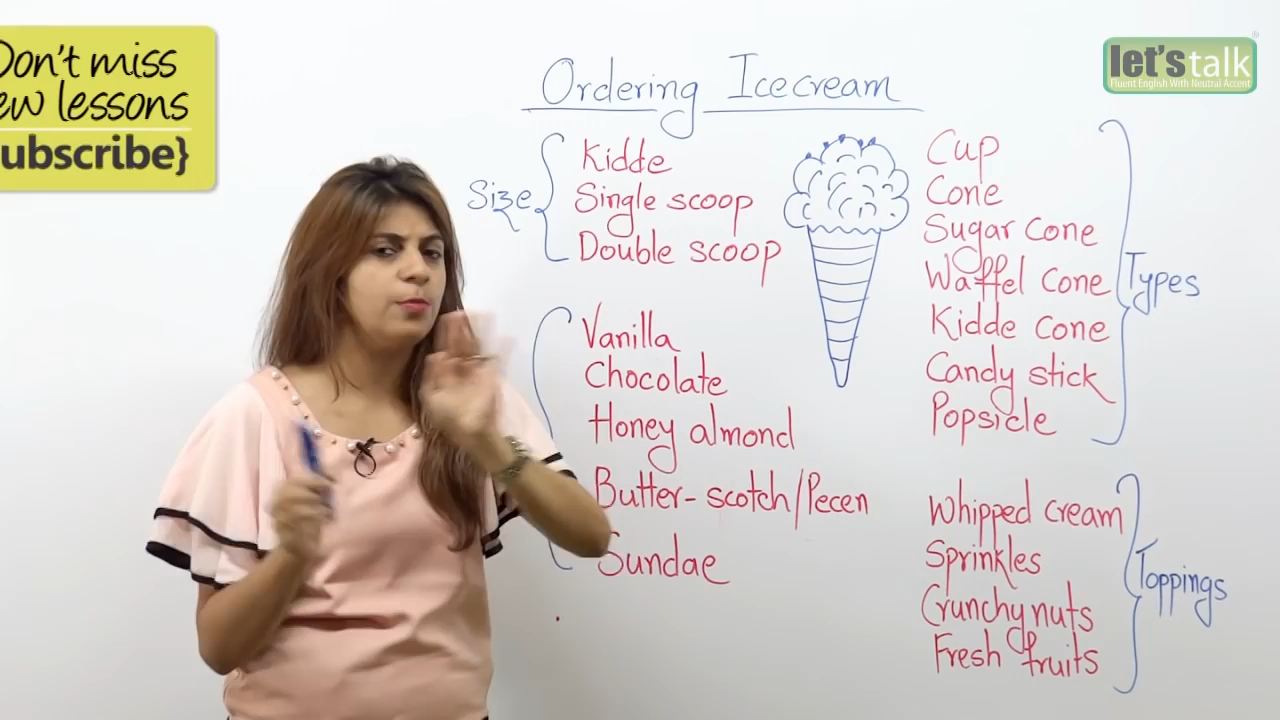 Don't miss
ew lessons
ubscribe}
let's talk
®
Fluent English With Neutral Accent
Ordering Icecream
Size
Kidde
Single scoop
Double scoop
Vanilla
Chocolate
Honey almond
Butter-scotch/Pecen
Sundae
Cup
Cone
Sugar cone
Waffel cone
Kidde cone
Candy stick
Popsicle
Types
Whipped cream
Sprinkles
Crunchy nuts
Fresh fruits
Toppings